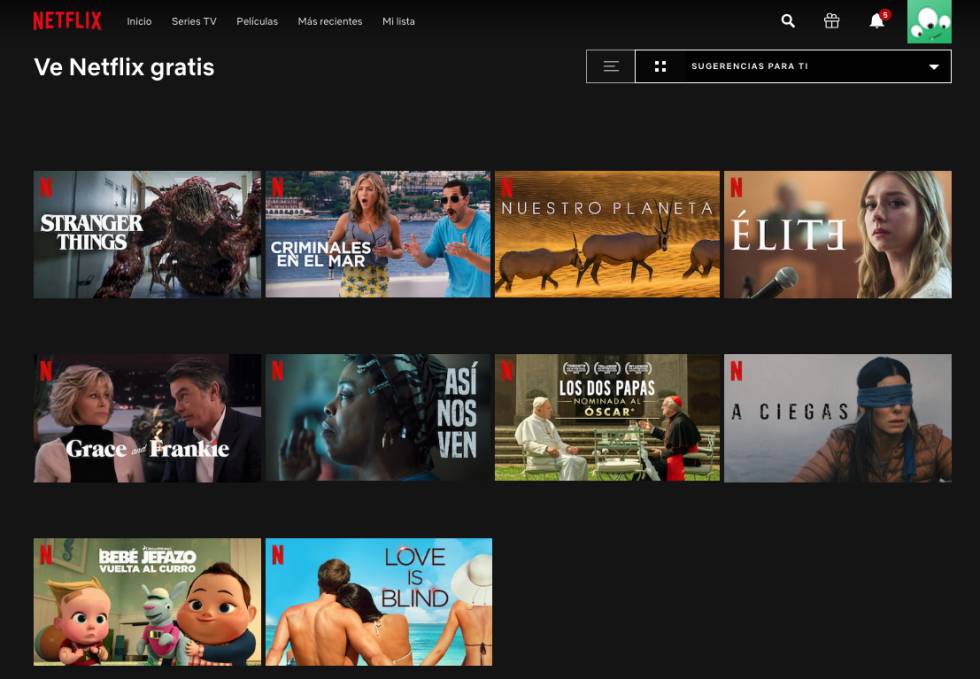 NETFLIX
Inicio Series TV Películas Más recientes Mi lista
5
Ve Netflix gratis
SUGERENCIAS PARA TI
N
STRANGER
THINGS
N
CRIMINALES
EN EL MAR
N
NUESTRO PLANETA
N
ÉLITE
N
Grace and Frankie
N
ASÍ
NOS
VEN
N
LOS DOS PAPAS
NOMINADA AL
ÓSCAR®
N
A CIEGAS
N
BEBÉ JEFAZO
VUELTA AL CURRO
N
LOVE
IS
BLIND